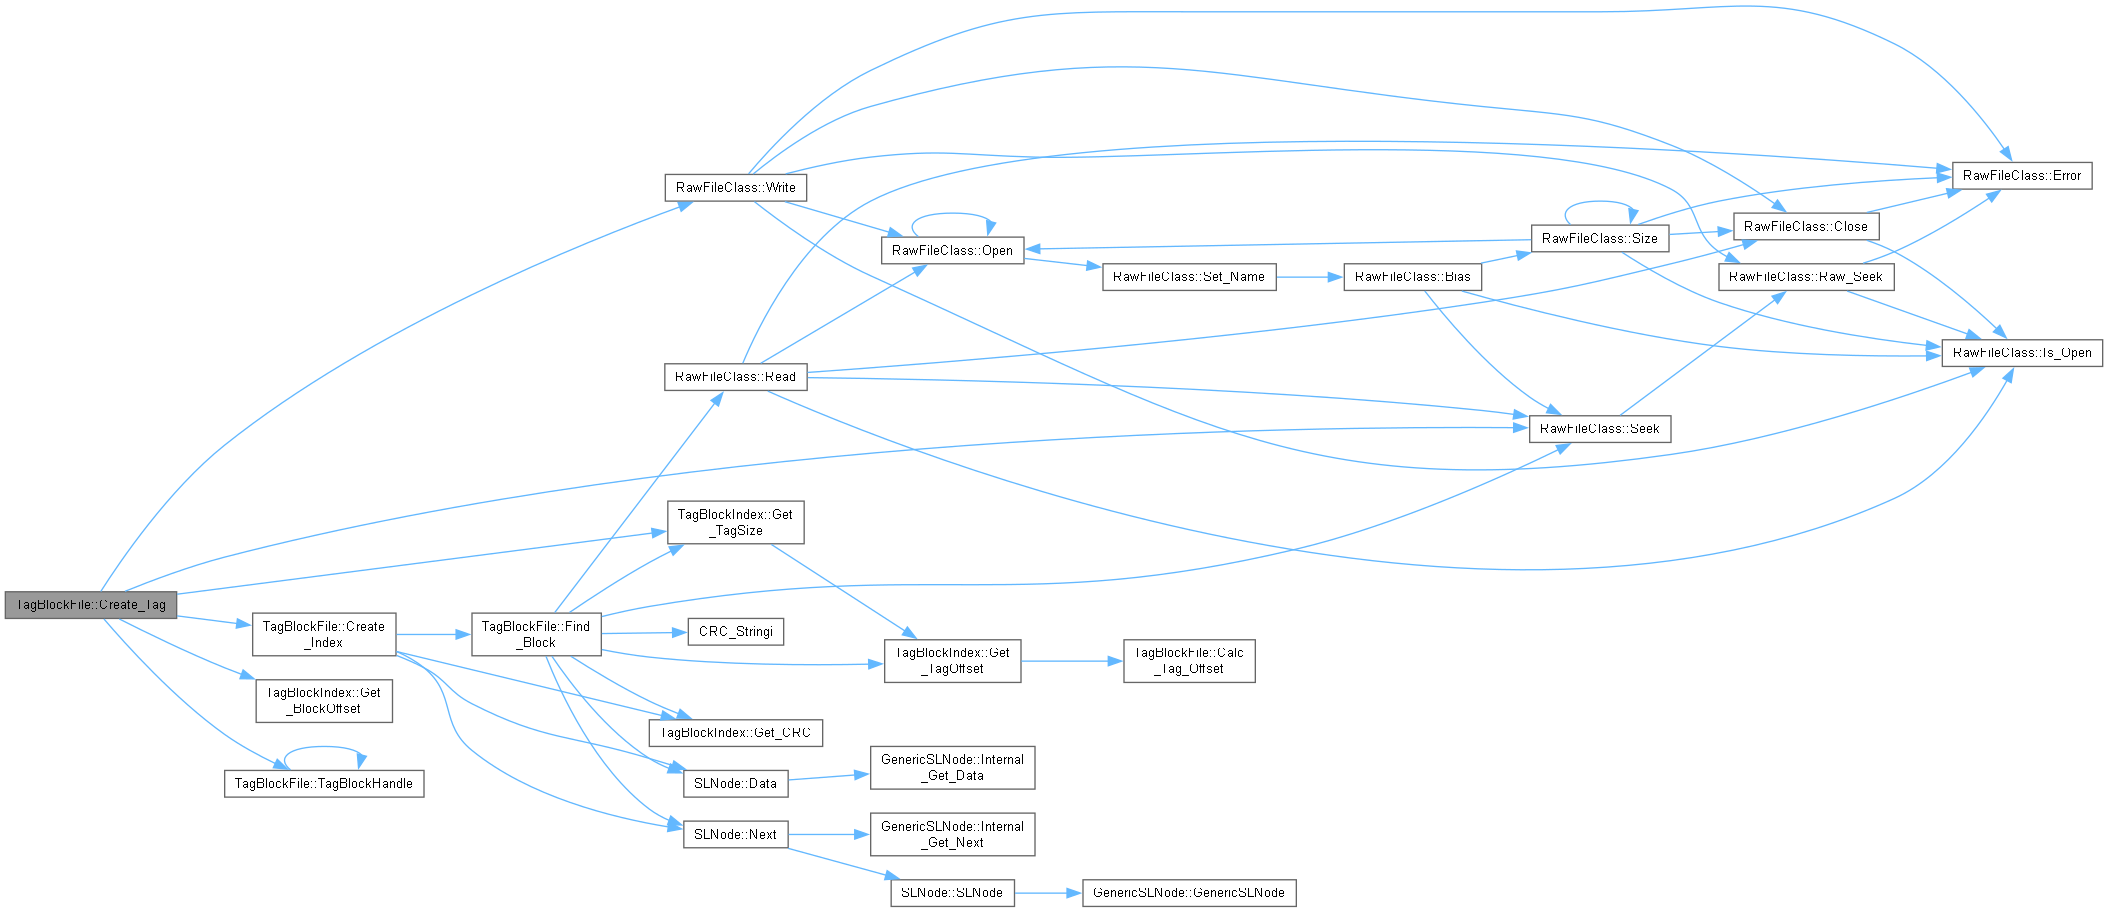 RawFileClass::Write
RawFileClass::Error
RawFileClass::Close
RawFileClass::Size
RawFileClass::Open
RawFileClass::Set_Name
RawFileClass::Bias
RawFileClass::Raw_Seek
RawFileClass::Is_Open
RawFileClass::Read
RawFileClass::Seek
TagBlockIndex::Get
_TagSize
TagBlockFile::Create_Tag
TagBlockFile::Create
_Index
TagBlockFile::Find
_Block
CRC_Stringi
TagBlockIndex::Get
_TagOffset
TagBlockFile::Calc
_Tag_Offset
TagBlockIndex::Get
_BlockOffset
TagBlockIndex::Get_CRC
TagBlockFile::TagBlockHandle
SLNode::Data
GenericSLNode::Internal
_Get_Data
SLNode::Next
GenericSLNode::Internal
_Get_Next
SLNode::SLNode
GenericSLNode::GenericSLNode